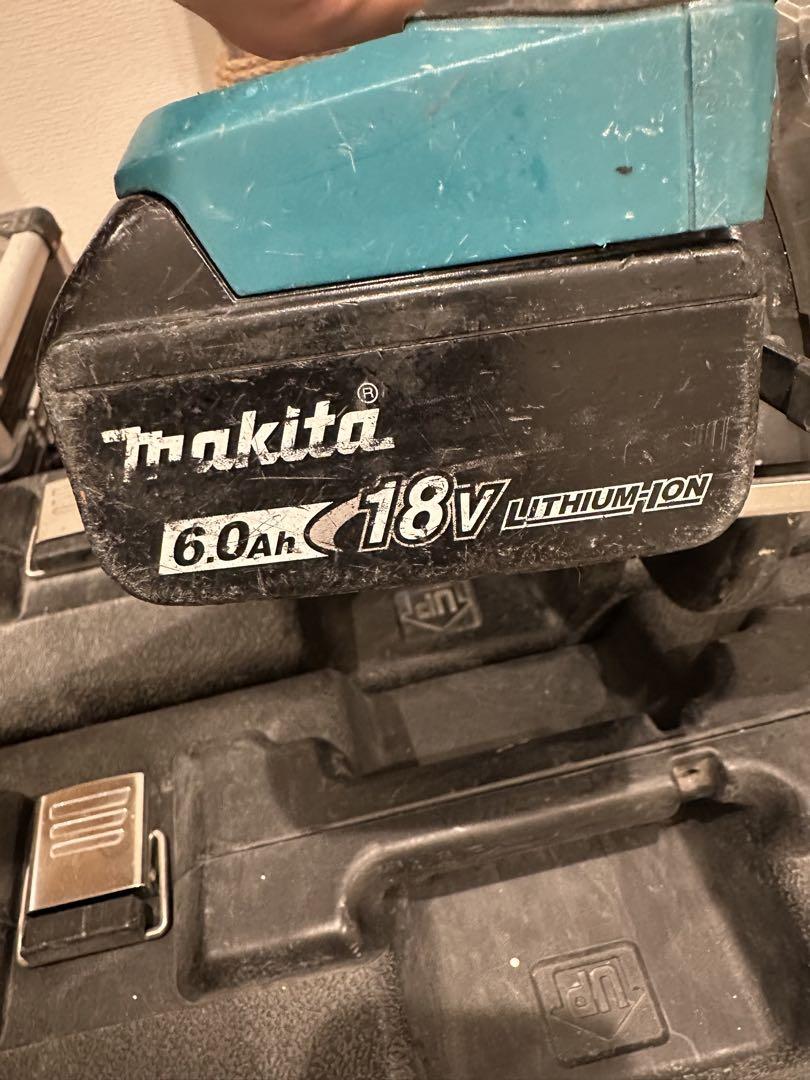 makita®
6.0Ah 18V LITHIUM-ION
UP
UP